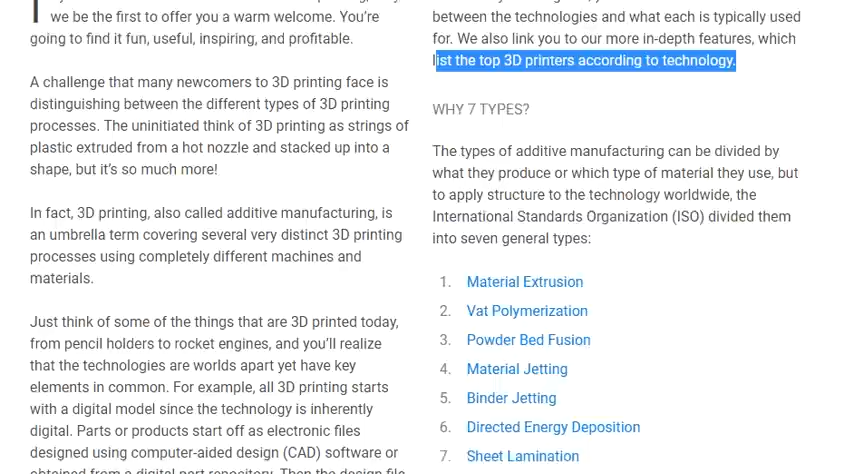 we be the first to offer you a warm welcome. You're
going to find it fun, useful, inspiring, and profitable.
A challenge that many newcomers to 3D printing face is
distinguishing between the different types of 3D printing
processes. The uninitiated think of 3D printing as strings of
plastic extruded from a hot nozzle and stacked up into a
shape, but it's so much more!
In fact, 3D printing, also called additive manufacturing, is
an umbrella term covering several very distinct 3D printing
processes using completely different machines and
materials.
Just think of some of the things that are 3D printed today,
from pencil holders to rocket engines, and you'll realize
that the technologies are worlds apart yet have key
elements in common. For example, all 3D printing starts
with a digital model since the technology is inherently
digital. Parts or products start off as electronic files
designed using computer-aided design (CAD) software or
obtained from a digital part repository. Then the design file
between the technologies and what each is typically used
for. We also link you to our more in-depth features, which
list the top 3D printers according to technology.
WHY 7 TYPES?
The types of additive manufacturing can be divided by
what they produce or which type of material they use, but
to apply structure to the technology worldwide, the
International Standards Organization (ISO) divided them
into seven general types:
1. Material Extrusion
2. Vat Polymerization
3. Powder Bed Fusion
4. Material Jetting
5. Binder Jetting
6. Directed Energy Deposition
7. Sheet Lamination